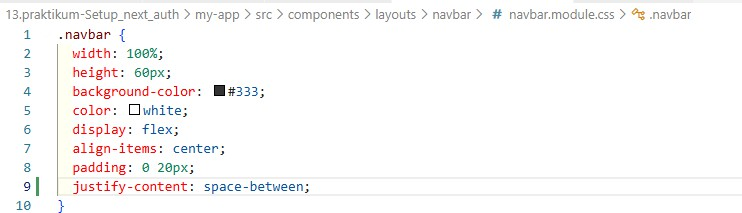 13.praktikum-Setup_next_auth > my-app > src > components > layouts > navbar > # navbar.module.css > .navbar
1 .navbar {
2 width: 100%;
3 height: 60px;
4 background-color: #333;
5 color: white;
6 display: flex;
7 align-items: center;
8 padding: 0 20px;
9 justify-content: space-between;
10 }